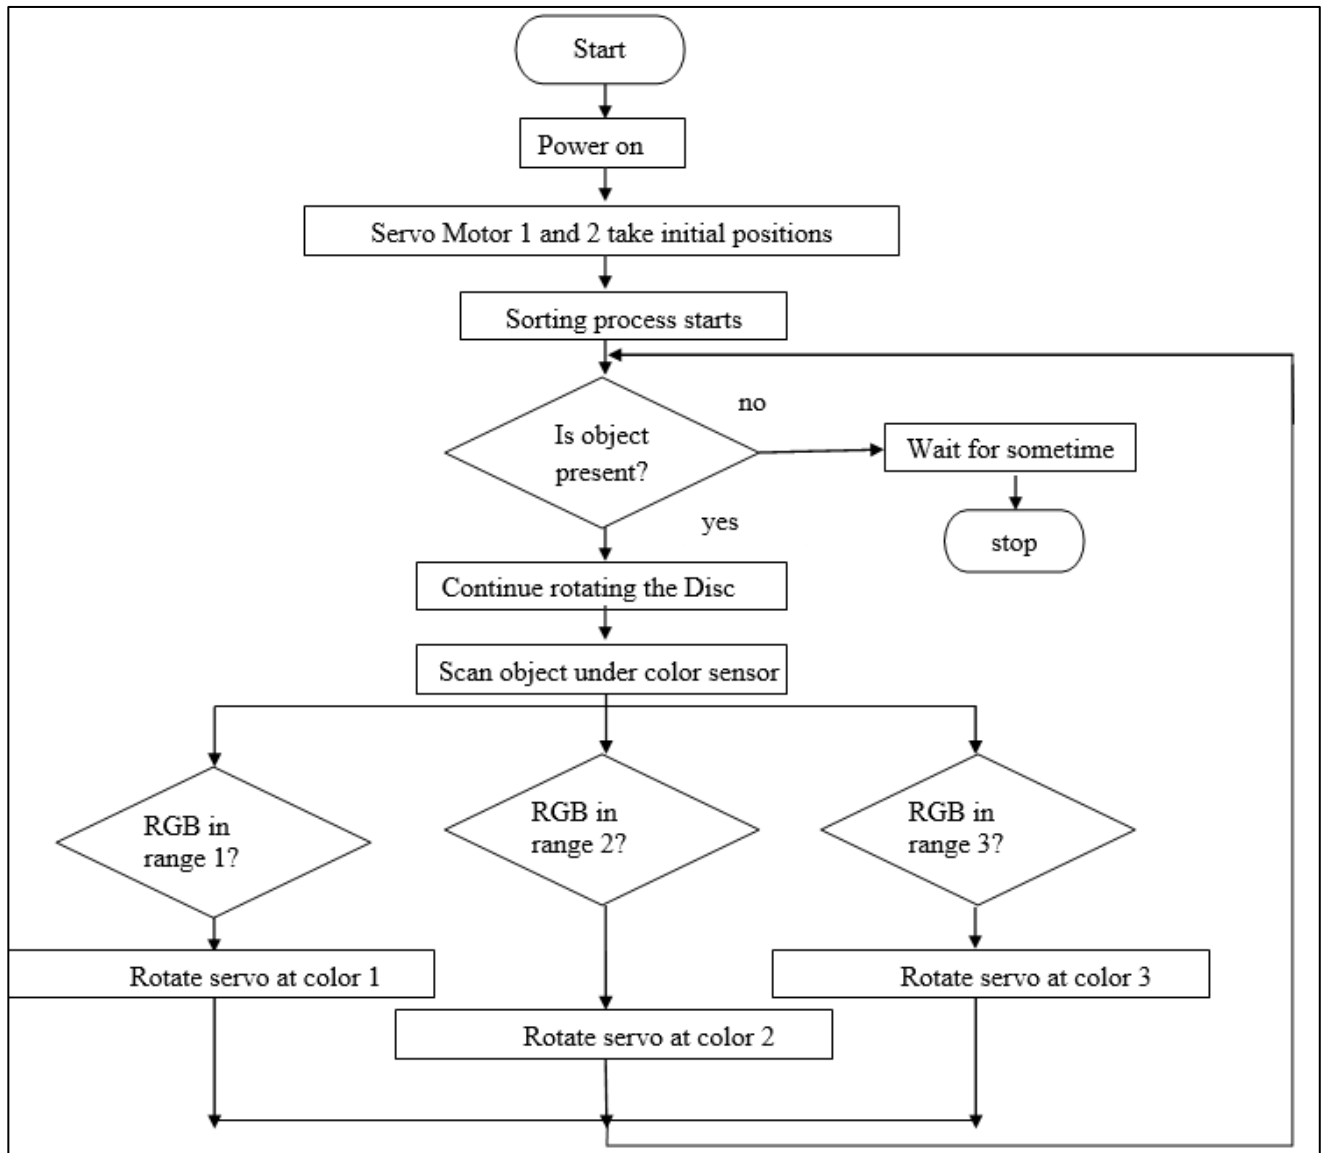 Start
Power on
Servo Motor 1 and 2 take initial positions
Sorting process starts
no
Is object
present?
Wait for sometime
yes
stop
Continue rotating the Disc
Scan object under color sensor
RGB in
range 1?
RGB in
range 2?
RGB in
range 3?
Rotate servo at color 1
Rotate servo at color 3
Rotate servo at color 2